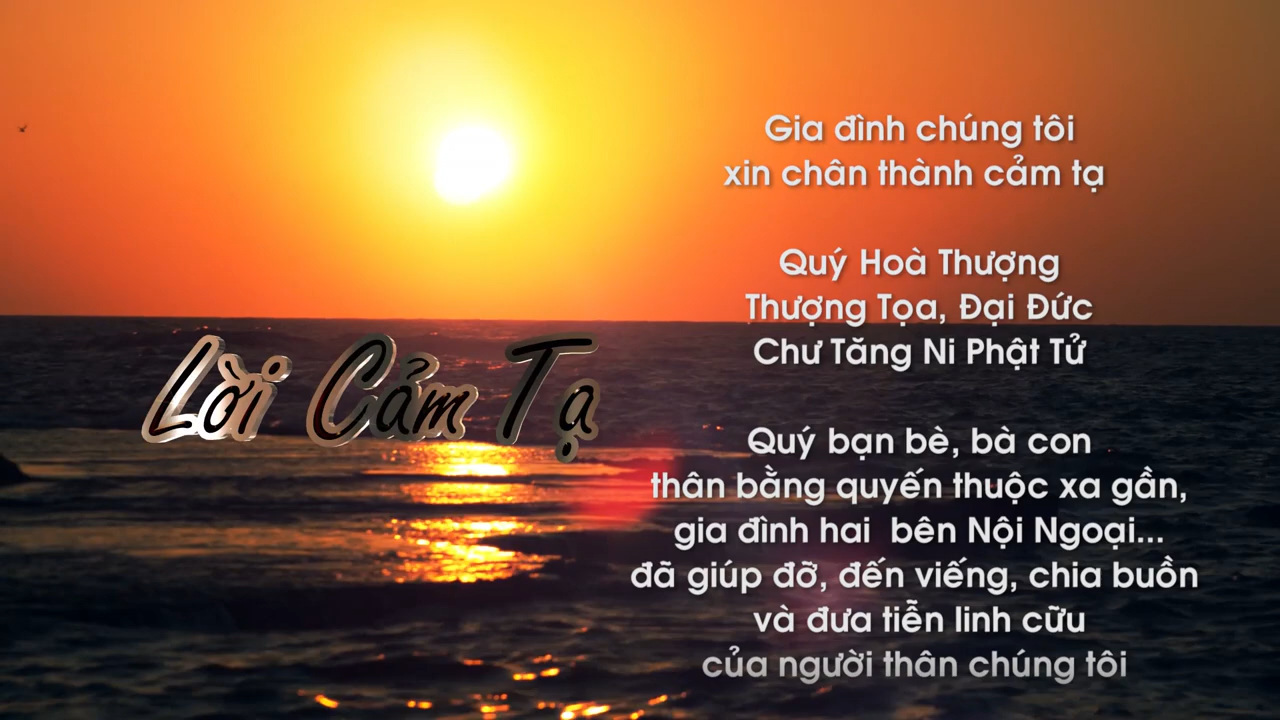 Lời Cảm Tạ
Gia đình chúng tôi
xin chân thành cảm tạ
Quý Hoà Thượng
Thượng Tọa, Đại Đức
Chư Tăng Ni Phật Tử
Quý bạn bè, bà con
thân bằng quyến thuộc xa gần,
gia đình hai  bên Nội Ngoại...
đã giúp đỡ, đến viếng, chia buồn
và đưa tiễn linh cữu
của người thân chúng tôi